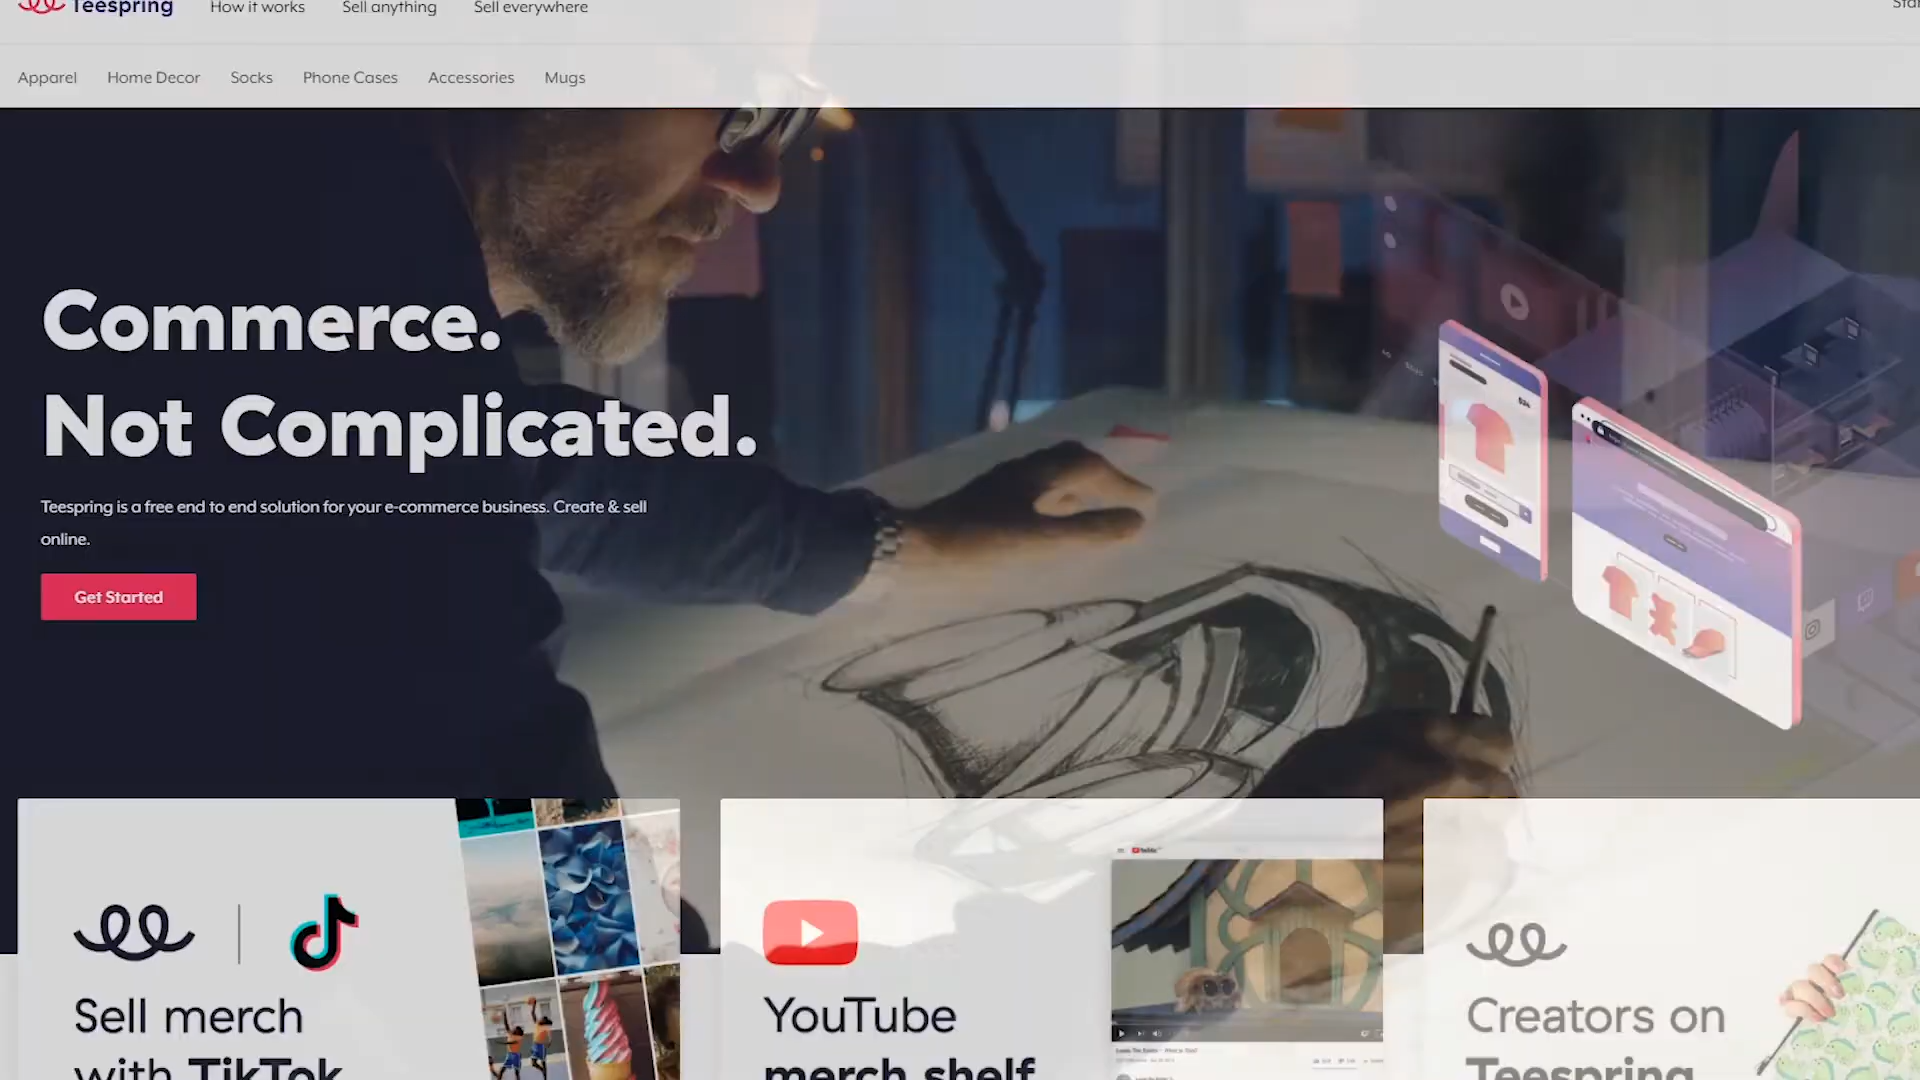 Teespring How it works Sell anything Sell everywhere
Apparel Home Decor Socks Phone Cases Accessories Mugs
Commerce.
Not Complicated.
Teespring is a free end to end solution for your e-commerce business. Create & sell
online.
Get Started
Sell merch
with TikTok
YouTube
merch shelf
Creators on
Teespring